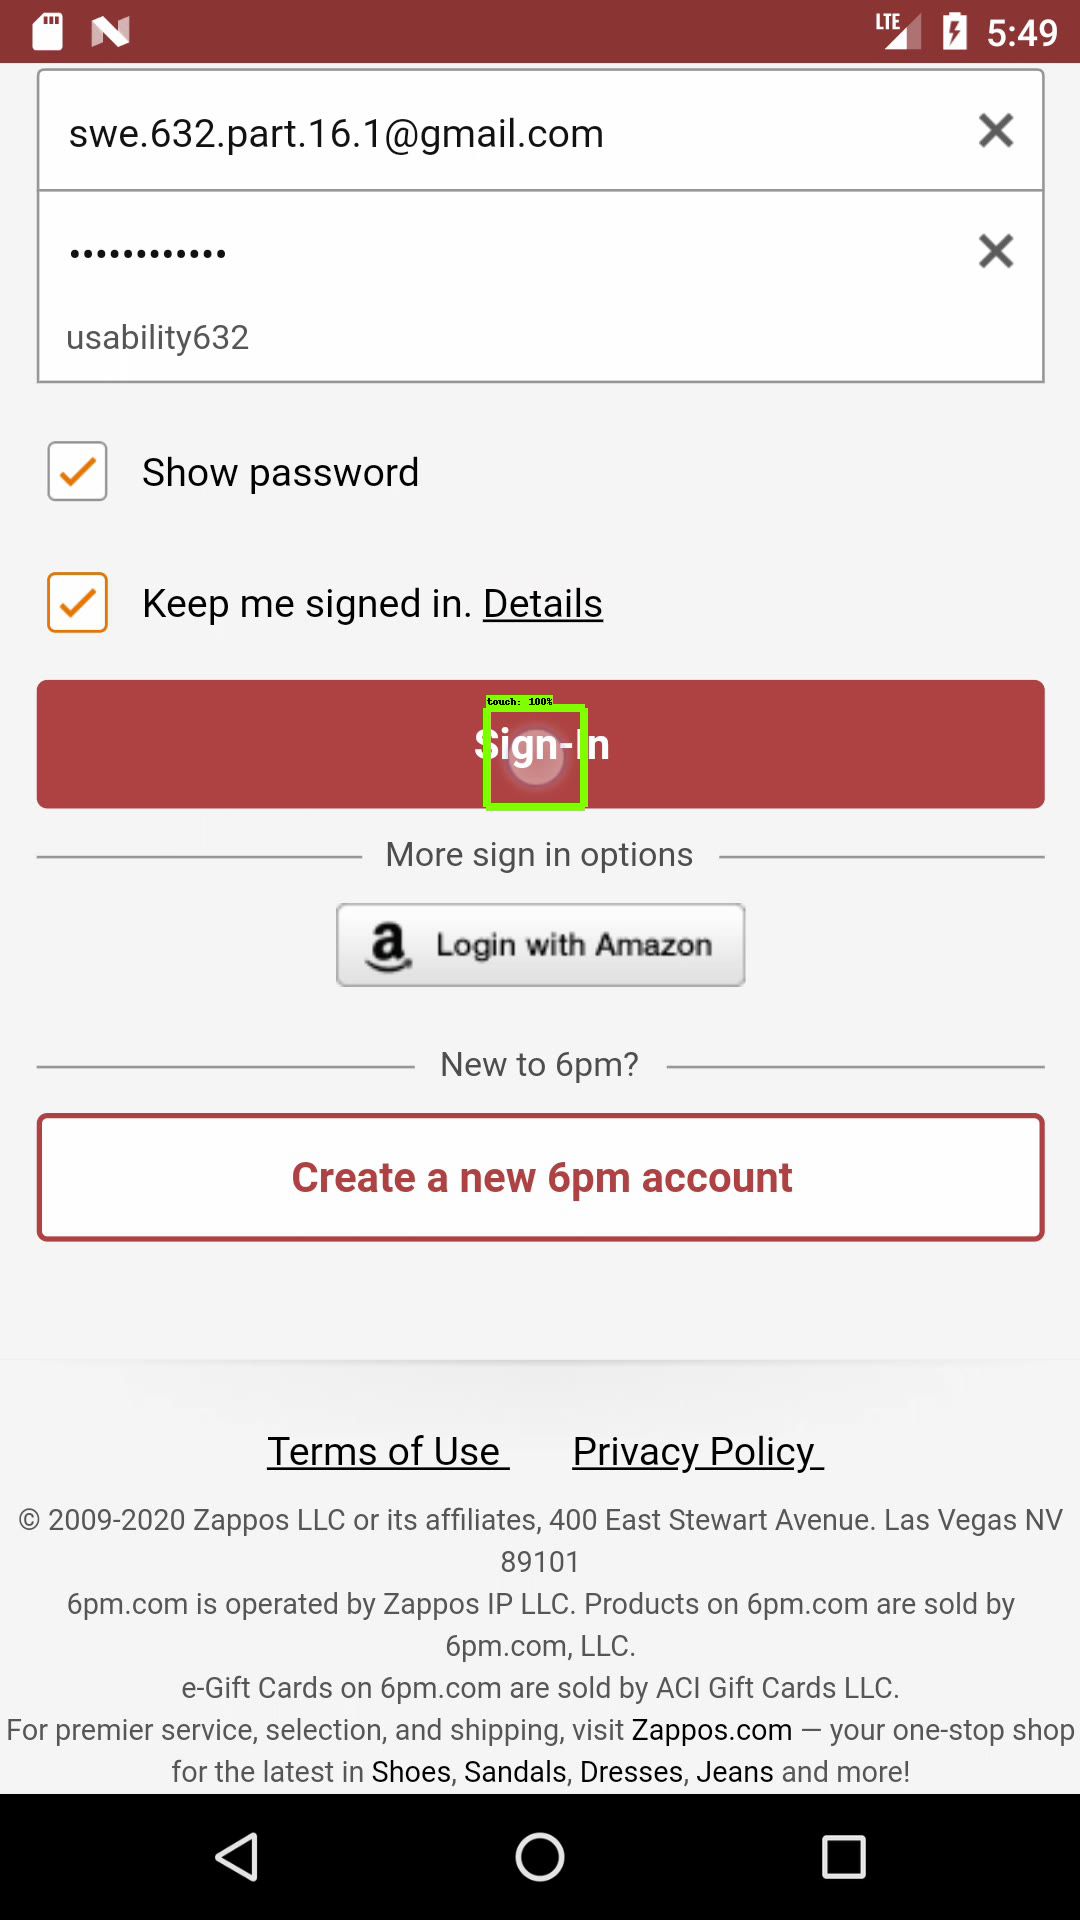 LTE 5:49
swe.632.part.16.1@gmail.com
••••••••••••
usability632
Show password
Keep me signed in. Details
touch: 100%
Sign-In
More sign in options
a Login with Amazon
New to 6pm?
Create a new 6pm account
Terms of Use Privacy Policy
© 2009-2020 Zappos LLC or its affiliates, 400 East Stewart Avenue. Las Vegas NV
89101
6pm.com is operated by Zappos IP LLC. Products on 6pm.com are sold by
6pm.com, LLC.
e-Gift Cards on 6pm.com are sold by ACI Gift Cards LLC.
For premier service, selection, and shipping, visit Zappos.com — your one-stop shop
for the latest in Shoes, Sandals, Dresses, Jeans and more!